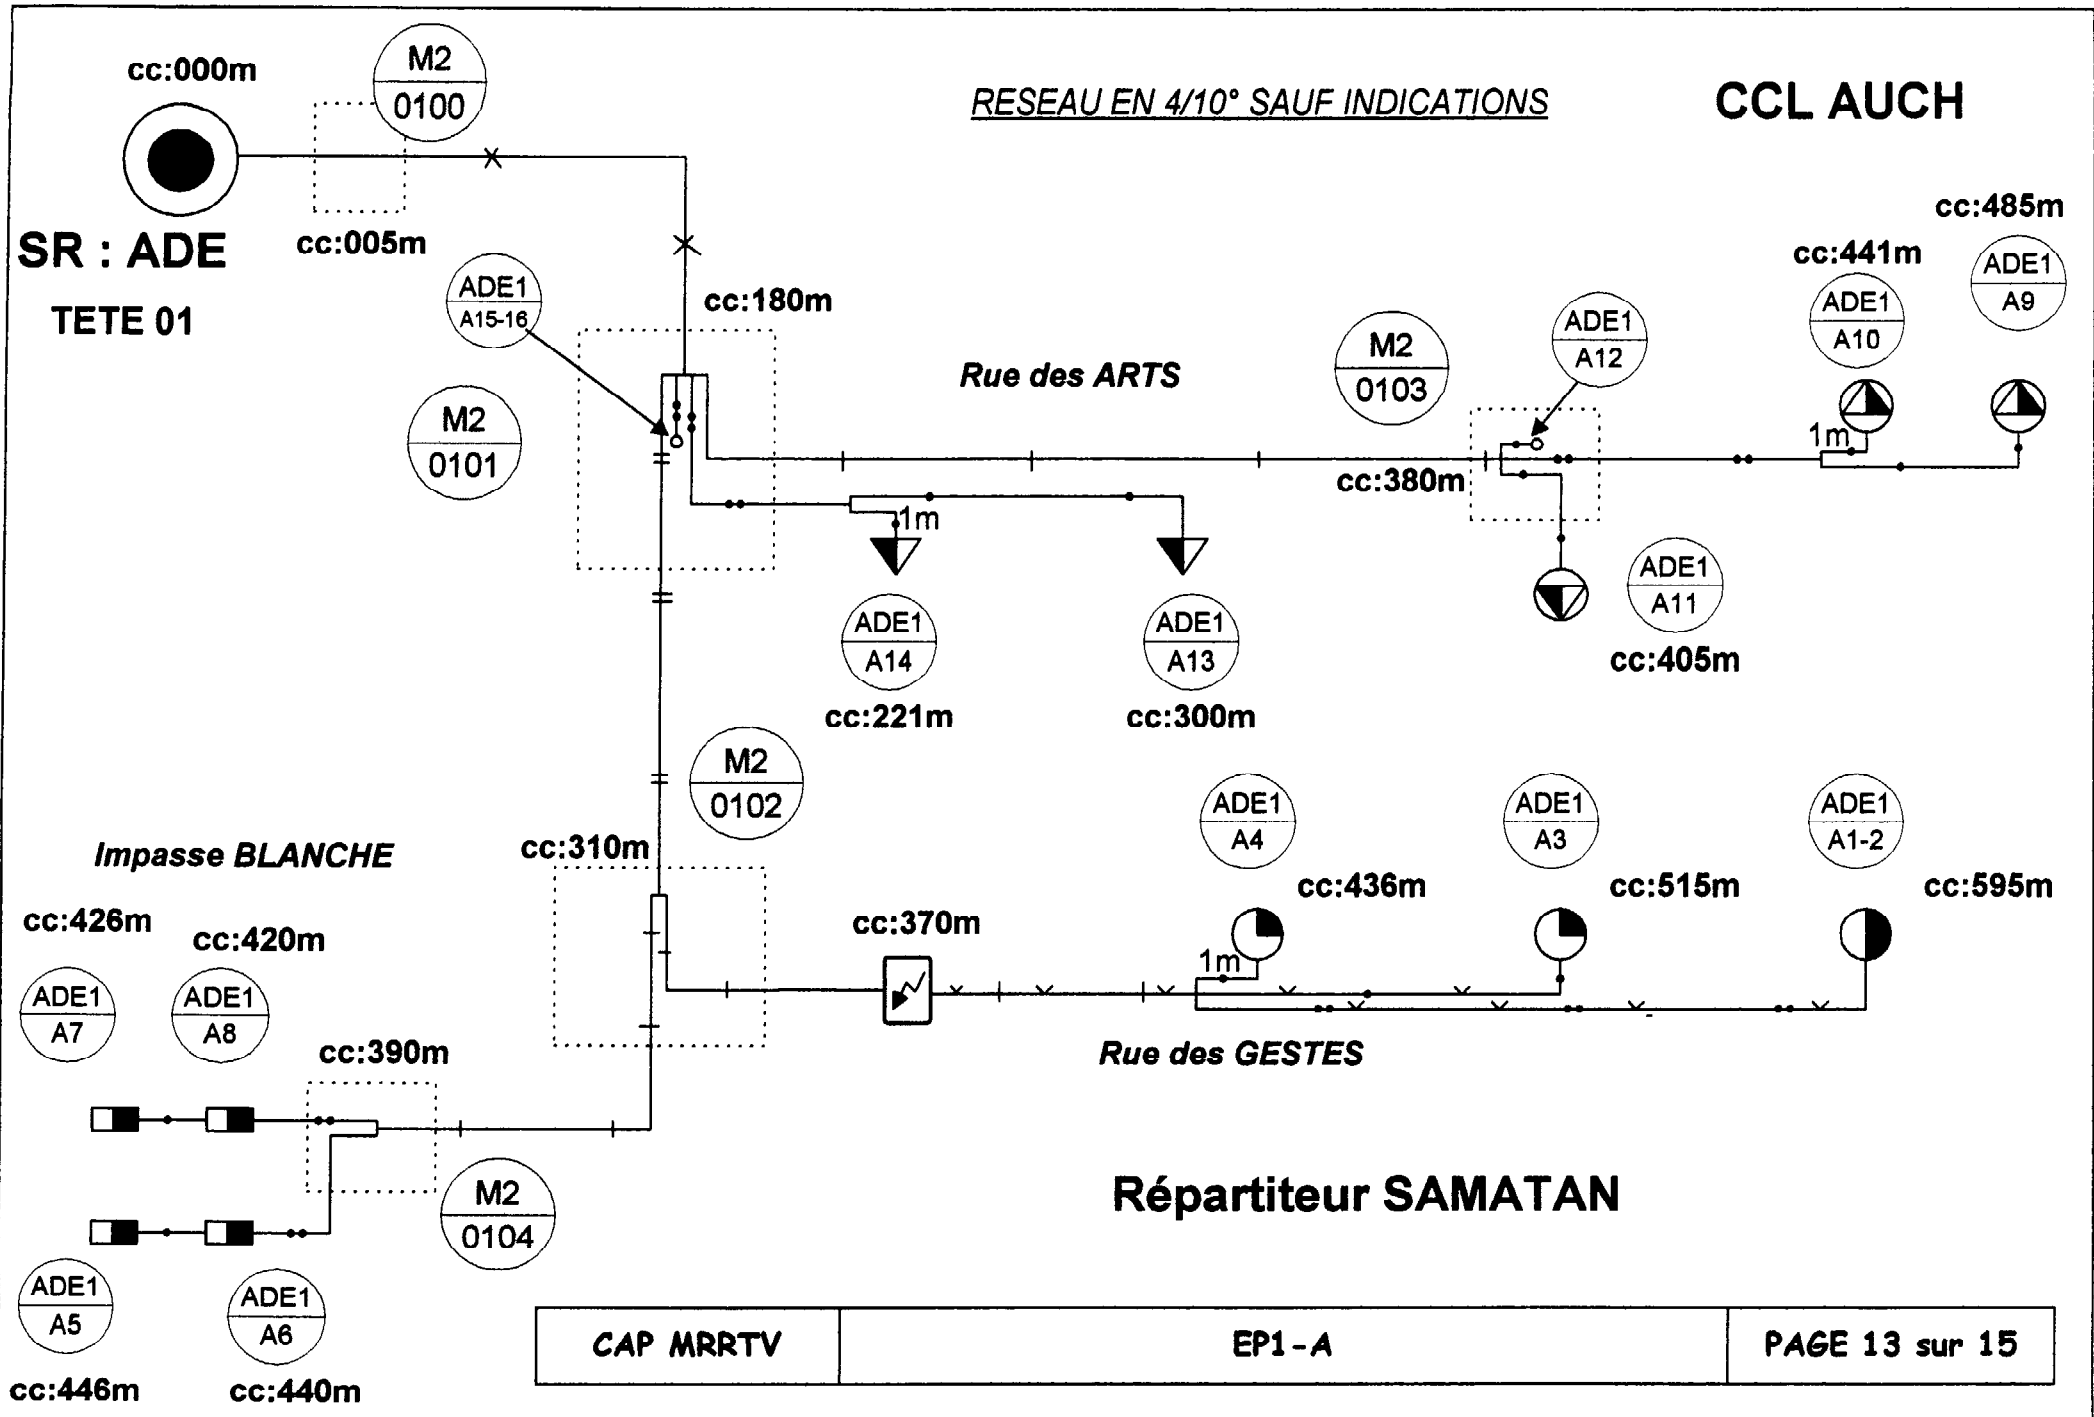 cc:000m
M2
0100
RESEAU EN 4/10° SAUF INDICATIONS
CCL AUCH
cc:485m
SR : ADE
cc:005m
TETE 01
ADE1
A15-16
cc:180m
cc:441m
ADE1
A9
ADE1
A10
M2
0101
Rue des ARTS
M2
0103
ADE1
A12
1m
cc:380m
1m
ADE1
A14
cc:221m
ADE1
A13
cc:300m
ADE1
A11
cc:405m
M2
0102
ADE1
A4
ADE1
A3
ADE1
A1-2
Impasse BLANCHE
cc:310m
cc:436m
cc:515m
cc:595m
cc:426m
cc:420m
cc:370m
1m
ADE1
A7
ADE1
A8
cc:390m
Rue des GESTES
M2
0104
Répartiteur SAMATAN
ADE1
A5
ADE1
A6
cc:446m
cc:440m
CAP MRRTV
EP1-A
PAGE 13 sur 15